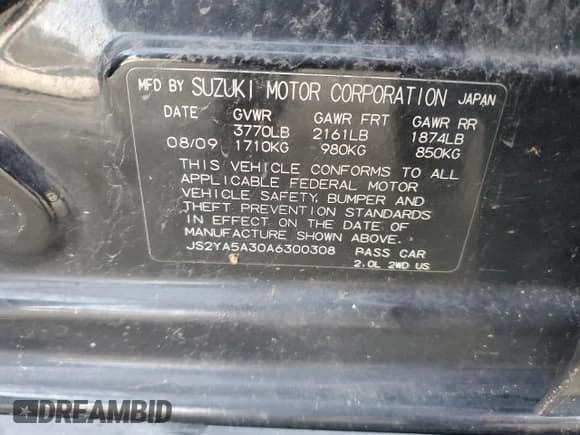 MFD BY SUZUKI MOTOR CORPORATION JAPAN
DATE GVWR GAWR FRT GAWR RR
3770LB 2161LB 1874LB
08/09 1710KG 980KG 850KG
THIS VEHICLE CONFORMS TO ALL
APPLICABLE FEDERAL MOTOR
VEHICLE SAFETY, BUMPER AND
THEFT PREVENTION STANDARDS
IN EFFECT ON THE DATE OF
MANUFACTURE SHOWN ABOVE.
JS2YA5A30A6300308 PASS CAR
2.0L 2WD US
DREAMBID